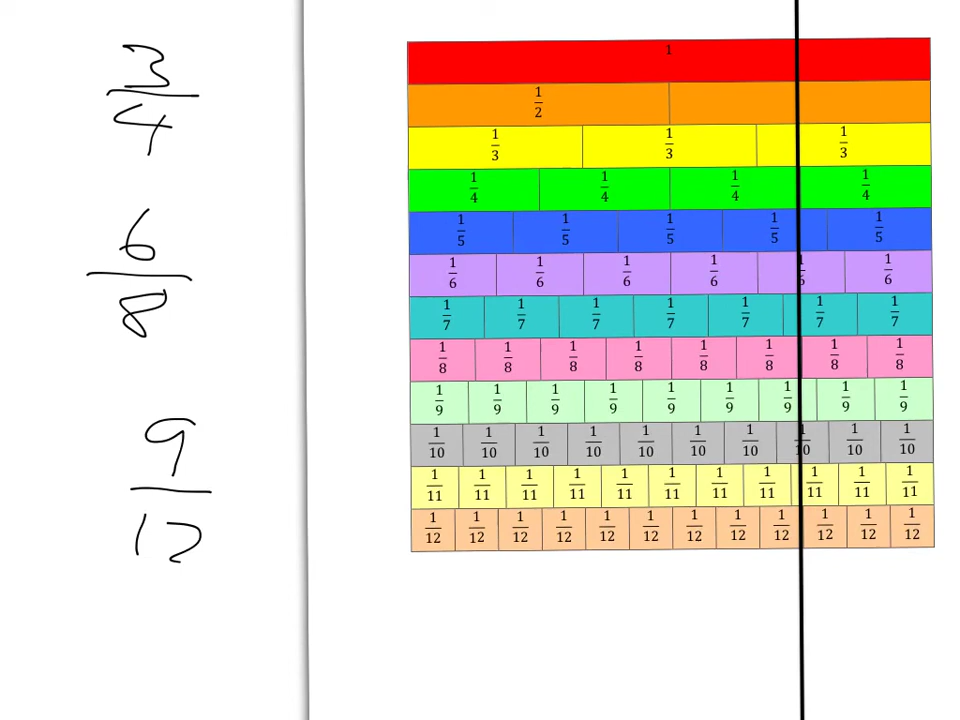 3/4
6/8
9/12
1
1/2
1/3 1/3 1/3
1/4 1/4 1/4 1/4
1/5 1/5 1/5 1/5 1/5
1/6 1/6 1/6 1/6 1/6 1/6
1/7 1/7 1/7 1/7 1/7 1/7 1/7
1/8 1/8 1/8 1/8 1/8 1/8 1/8 1/8
1/9 1/9 1/9 1/9 1/9 1/9 1/9 1/9 1/9
1/10 1/10 1/10 1/10 1/10 1/10 1/10 1/10 1/10 1/10
1/11 1/11 1/11 1/11 1/11 1/11 1/11 1/11 1/11 1/11 1/11
1/12 1/12 1/12 1/12 1/12 1/12 1/12 1/12 1/12 1/12 1/12 1/12